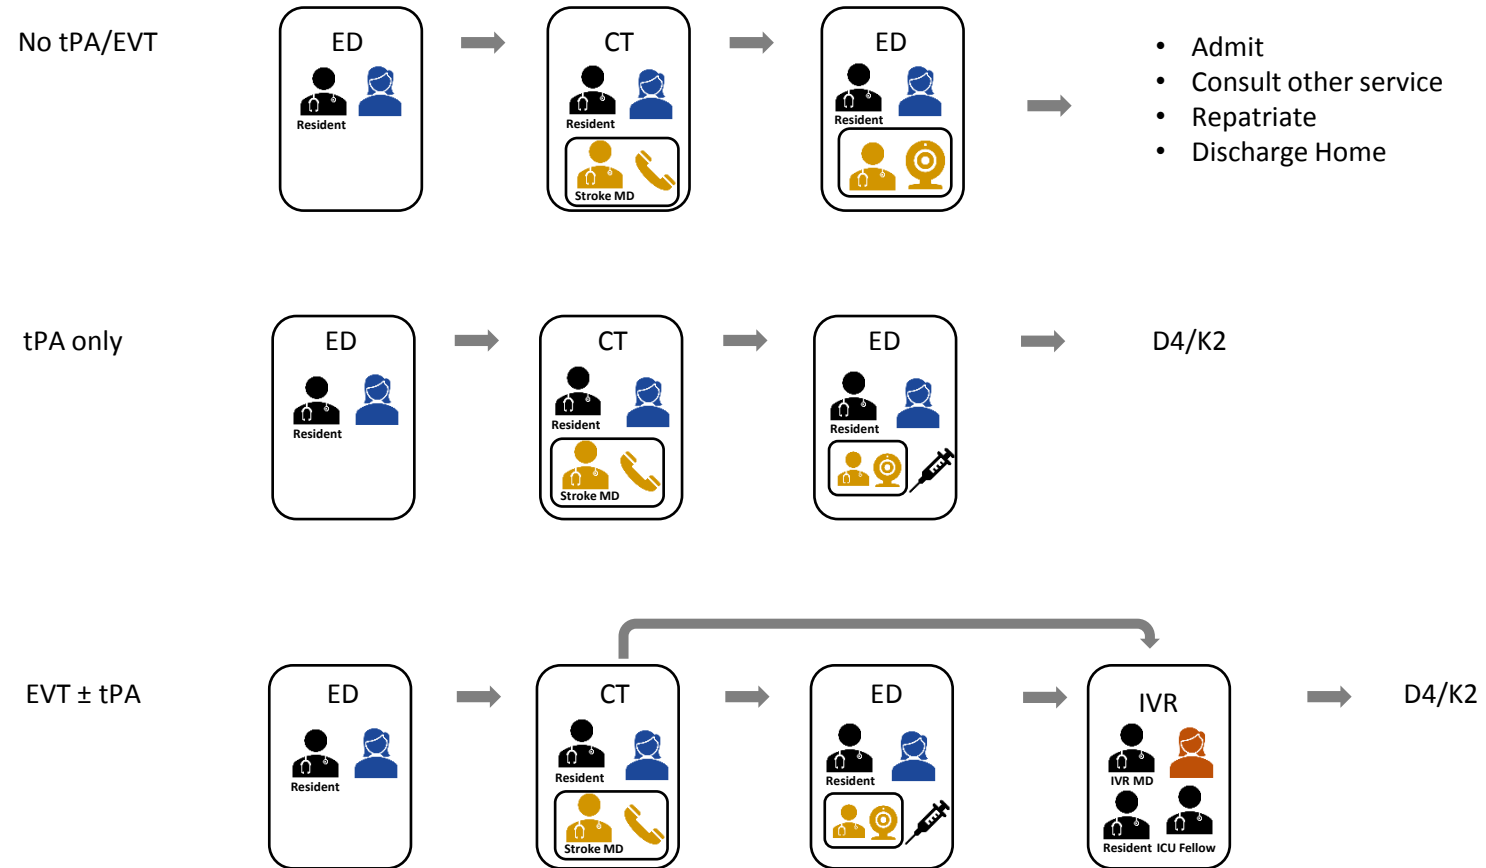 No tPA/EVT
ED
Resident
CT
Resident
Stroke MD
ED
Resident
• Admit
• Consult other service
• Repatriate
• Discharge Home
tPA only
ED
Resident
CT
Resident
Stroke MD
ED
Resident
D4/K2
EVT ± tPA
ED
Resident
CT
Resident
Stroke MD
ED
Resident
IVR
IVR MD
Resident ICU Fellow
D4/K2